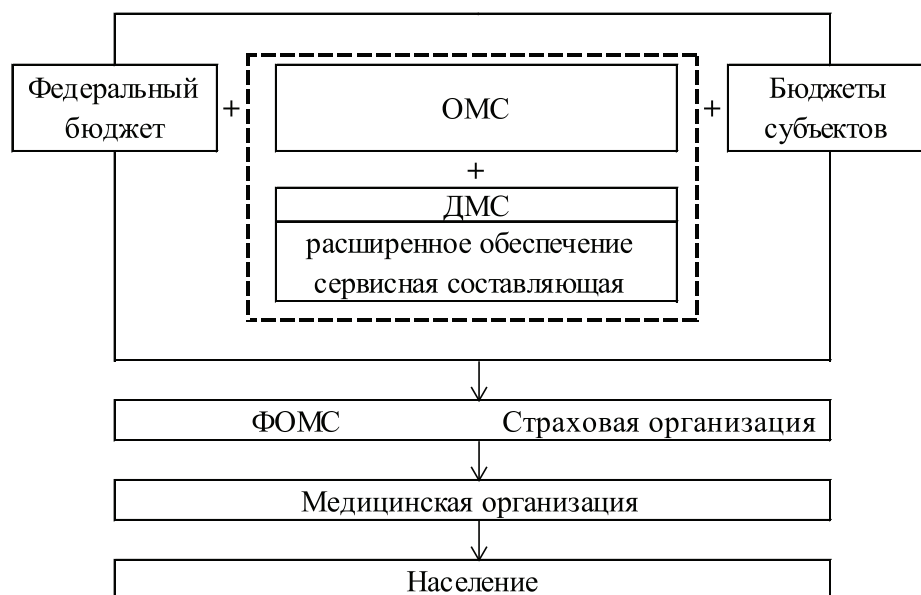 Федеральный
бюджет
+
ОМС
+
Бюджеты
субъектов
+
ДМС
расширенное обеспечение
сервисная составляющая
ФОМС Страховая организация
Медицинская организация
Население